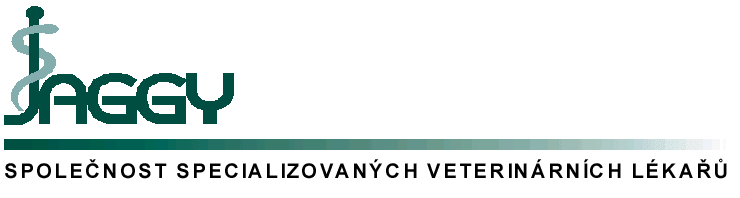 JAGGY
SPOLEČNOST SPECIALIZOVANÝCH VETERINÁRNÍCH LÉKAŘŮ